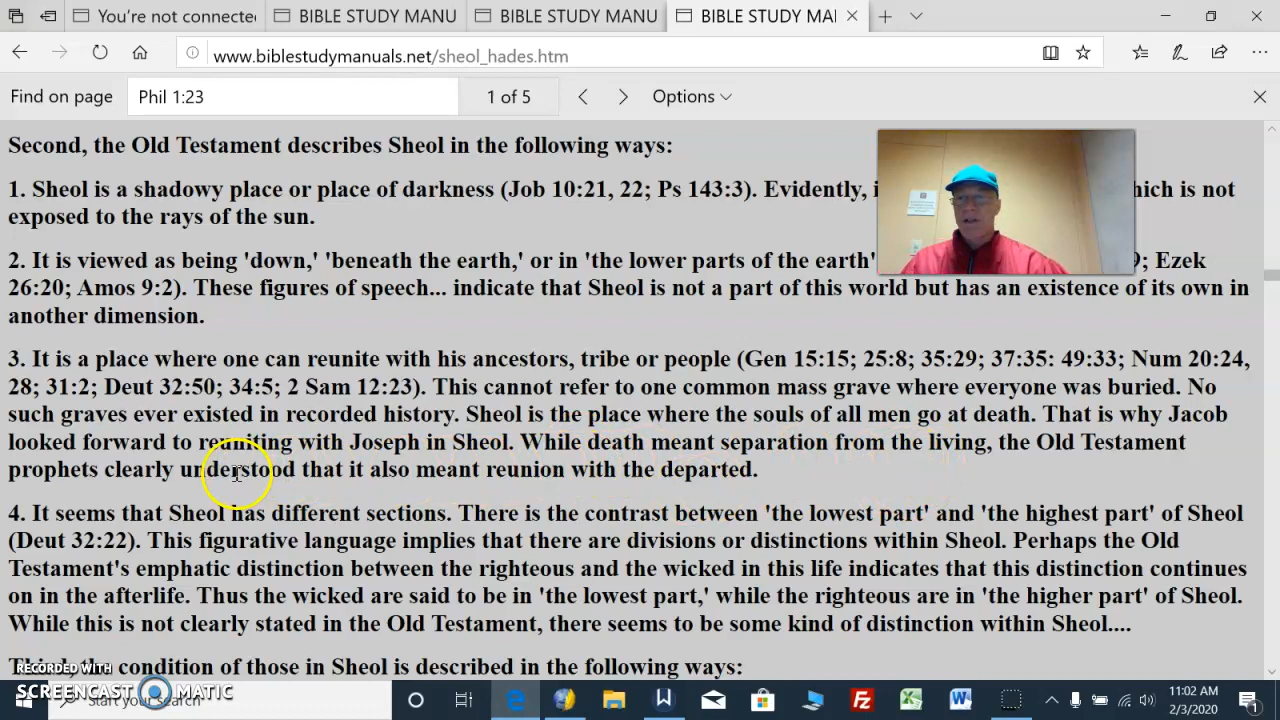 You're not connected
BIBLE STUDY MANU
BIBLE STUDY MANU
BIBLE STUDY MA
www.biblestudymanuals.net/sheol_hades.htm
Find on page
Phil 1:23
1 of 5
Options
Second, the Old Testament describes Sheol in the following ways:
1. Sheol is a shadowy place or place of darkness (Job 10:21, 22; Ps 143:3). Evidently, i which is not
exposed to the rays of the sun.
2. It is viewed as being 'down,' 'beneath the earth,' or in 'the lower parts of the earth' 9; Ezek
26:20; Amos 9:2). These figures of speech... indicate that Sheol is not a part of this world but has an existence of its own in
another dimension.
3. It is a place where one can reunite with his ancestors, tribe or people (Gen 15:15; 25:8; 35:29; 37:35: 49:33; Num 20:24,
28; 31:2; Deut 32:50; 34:5; 2 Sam 12:23). This cannot refer to one common mass grave where everyone was buried. No
such graves ever existed in recorded history. Sheol is the place where the souls of all men go at death. That is why Jacob
looked forward to reuniting with Joseph in Sheol. While death meant separation from the living, the Old Testament
prophets clearly understood that it also meant reunion with the departed.
4. It seems that Sheol has different sections. There is the contrast between 'the lowest part' and 'the highest part' of Sheol
(Deut 32:22). This figurative language implies that there are divisions or distinctions within Sheol. Perhaps the Old
Testament's emphatic distinction between the righteous and the wicked in this life indicates that this distinction continues
on in the afterlife. Thus the wicked are said to be in 'the lowest part,' while the righteous are in 'the higher part' of Sheol.
While this is not clearly stated in the Old Testament, there seems to be some kind of distinction within Sheol....
condition of those in Sheol is described in the following ways:
RECORDED WITH
SCREENCAST MATIC
Start your search
11:02 AM
2/3/2020